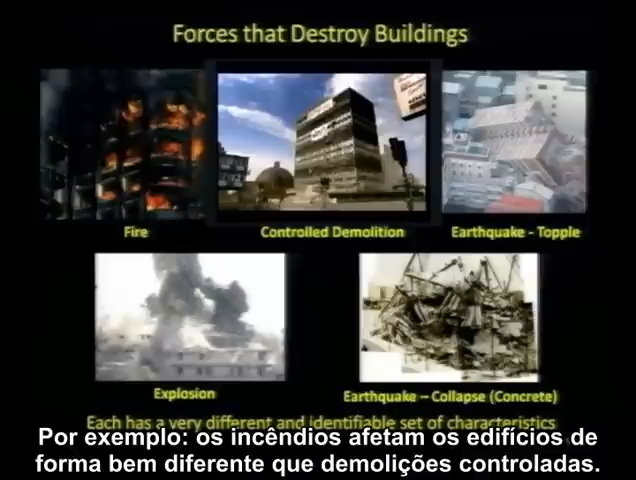 Forces that Destroy Buildings
Fire
Controlled Demolition
Earthquake - Topple
Explosion
Earthquake – Collapse (Concrete)
Each has a very different and identifiable set of characteristics
Por exemplo: os incêndios afetam os edifícios de
forma bem diferente que demolições controladas.